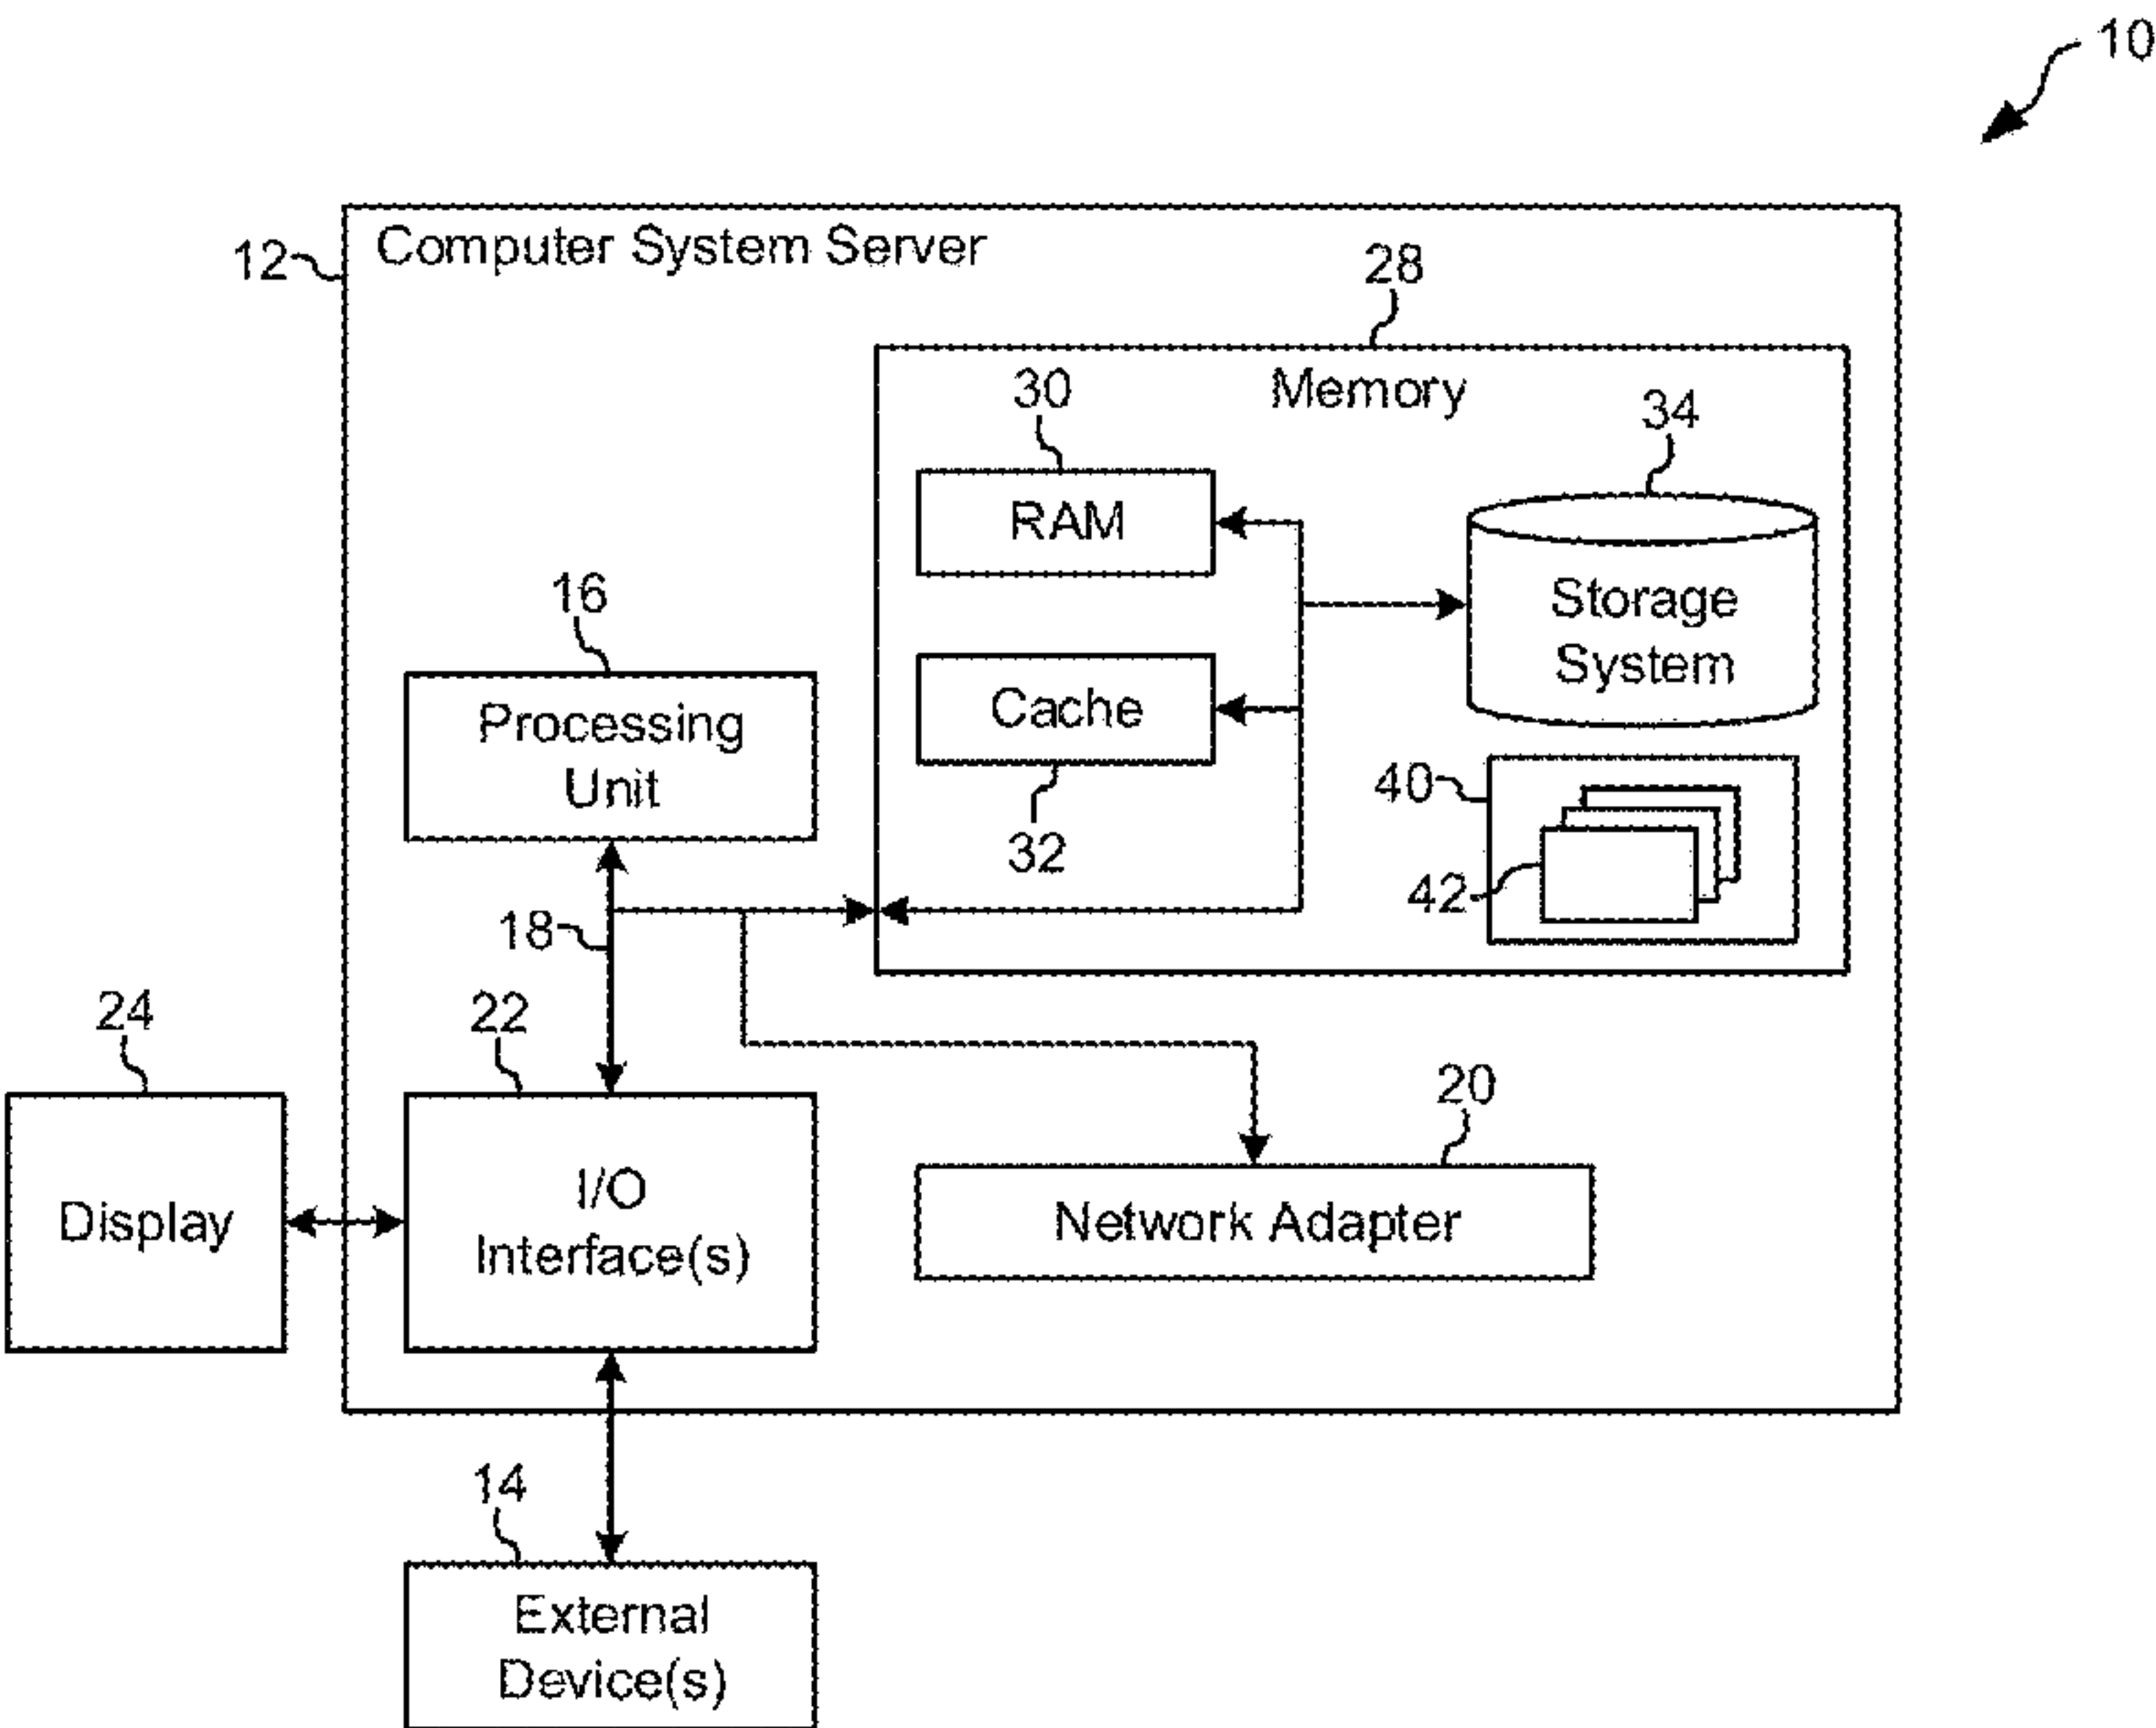 10
12
Computer System Server
28
Memory
30
34
RAM
Storage
System
16
Processing
Unit
Cache
32
40
42
18
24
22
20
Display
I/O
Interface(s)
Network Adapter
14
External
Device(s)